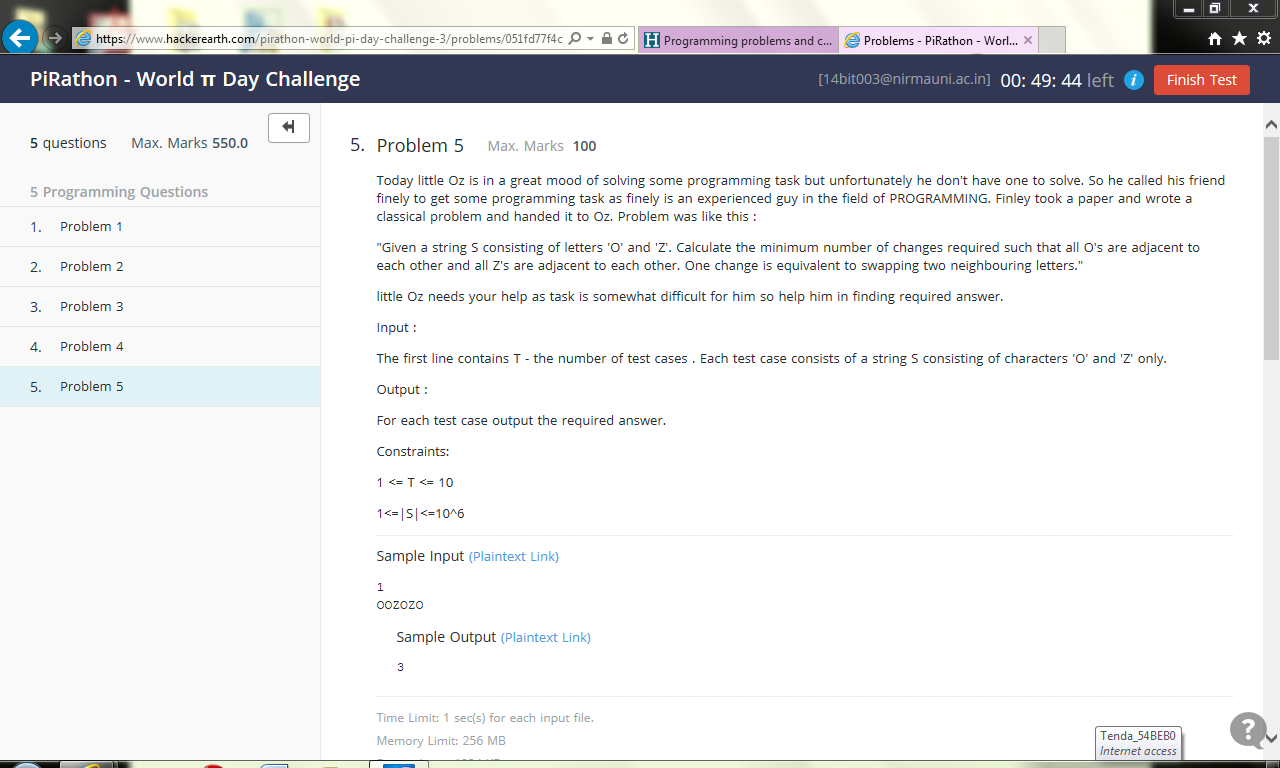 https://www.hackerearth.com/pirathon-world-pi-day-challenge-3/problems/051fd77f4c
Programming problems and c...
Problems - PiRathon - Worl...
PiRathon - World π Day Challenge
[14bit003@nirmauni.ac.in] 00: 49: 44 left
Finish Test
5 questions Max. Marks 550.0
5 Programming Questions
1. Problem 1
2. Problem 2
3. Problem 3
4. Problem 4
5. Problem 5
5. Problem 5 Max. Marks 100
Today little Oz is in a great mood of solving some programming task but unfortunately he don't have one to solve. So he called his friend
finely to get some programming task as finely is an experienced guy in the field of PROGRAMMING. Finley took a paper and wrote a
classical problem and handed it to Oz. Problem was like this :
"Given a string S consisting of letters 'O' and 'Z'. Calculate the minimum number of changes required such that all O's are adjacent to
each other and all Z's are adjacent to each other. One change is equivalent to swapping two neighbouring letters."
little Oz needs your help as task is somewhat difficult for him so help him in finding required answer.
Input :
The first line contains T - the number of test cases . Each test case consists of a string S consisting of characters 'O' and 'Z' only.
Output :
For each test case output the required answer.
Constraints:
1 <= T <= 10
1<=|S|<=10^6
Sample Input (Plaintext Link)
1
OOZOZO
Sample Output (Plaintext Link)
3
Time Limit: 1 sec(s) for each input file.
Memory Limit: 256 MB
Tenda_54BEB0
Internet access